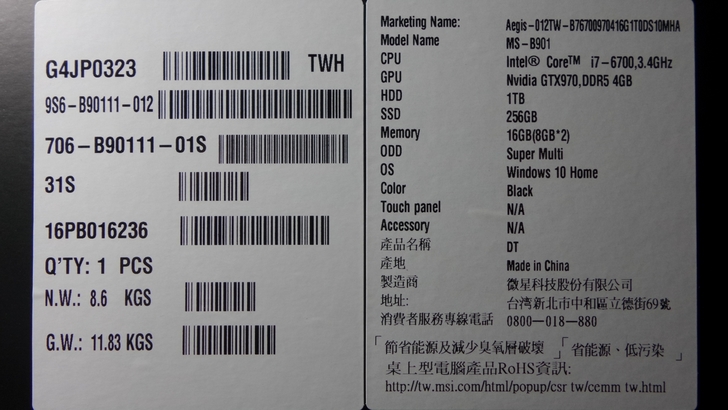 G4JP0323 TWH
9S6-B90111-012
706-B90111-01S
31S
16PB016236
Q'TY: 1 PCS
N.W.: 8.6 KGS
G.W.: 11.83 KGS
Marketing Name: Aegis-012TW-B76700970416G1T0DS10MHA
Model Name MS-B901
CPU Intel® Core™ i7-6700,3.4GHz
GPU Nvidia GTX970,DDR5 4GB
HDD 1TB
SSD 256GB
Memory 16GB(8GB*2)
ODD Super Multi
OS Windows 10 Home
Color Black
Touch panel N/A
Accessory N/A
產品名稱 DT
產地 Made in China
製造商 微星科技股份有限公司
地址: 台湾新北市中和區立德街69號
消費者服務專線電話 0800-018-880
「節省能源及減少臭氧層破壞」「省能源、低污染」
桌上型電腦產品RoHS資訊:
http://tw.msi.com/html/popup/csr tw/cemm tw.html